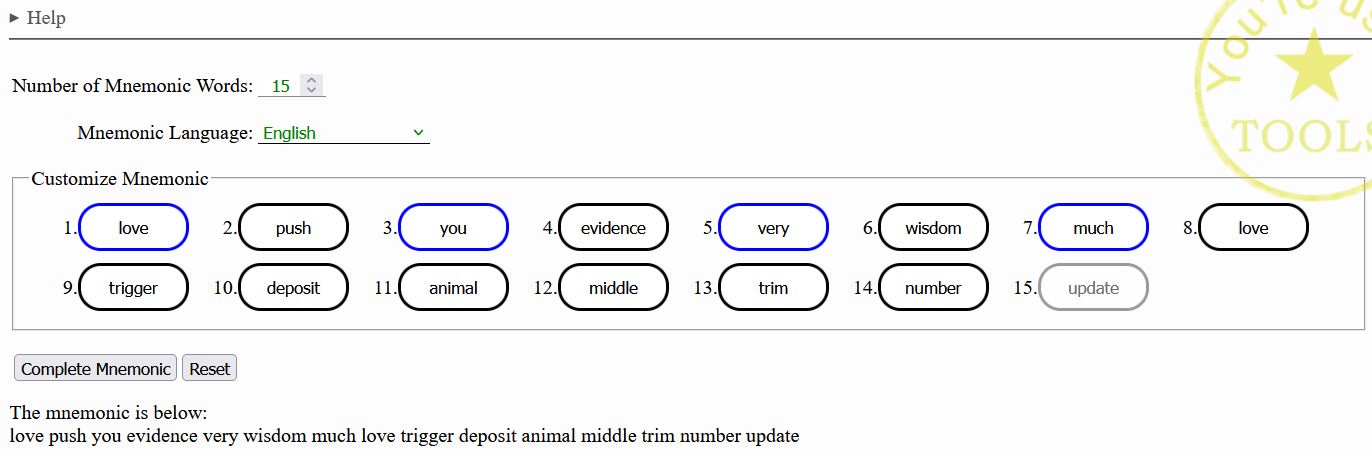 ► Help
You're us
TOOLS
Number of Mnemonic Words: 15
Mnemonic Language: English
Customize Mnemonic
1. love 2. push 3. you 4. evidence 5. very 6. wisdom 7. much 8. love
9. trigger 10. deposit 11. animal 12. middle 13. trim 14. number 15. update
Complete Mnemonic Reset
The mnemonic is below:
love push you evidence very wisdom much love trigger deposit animal middle trim number update